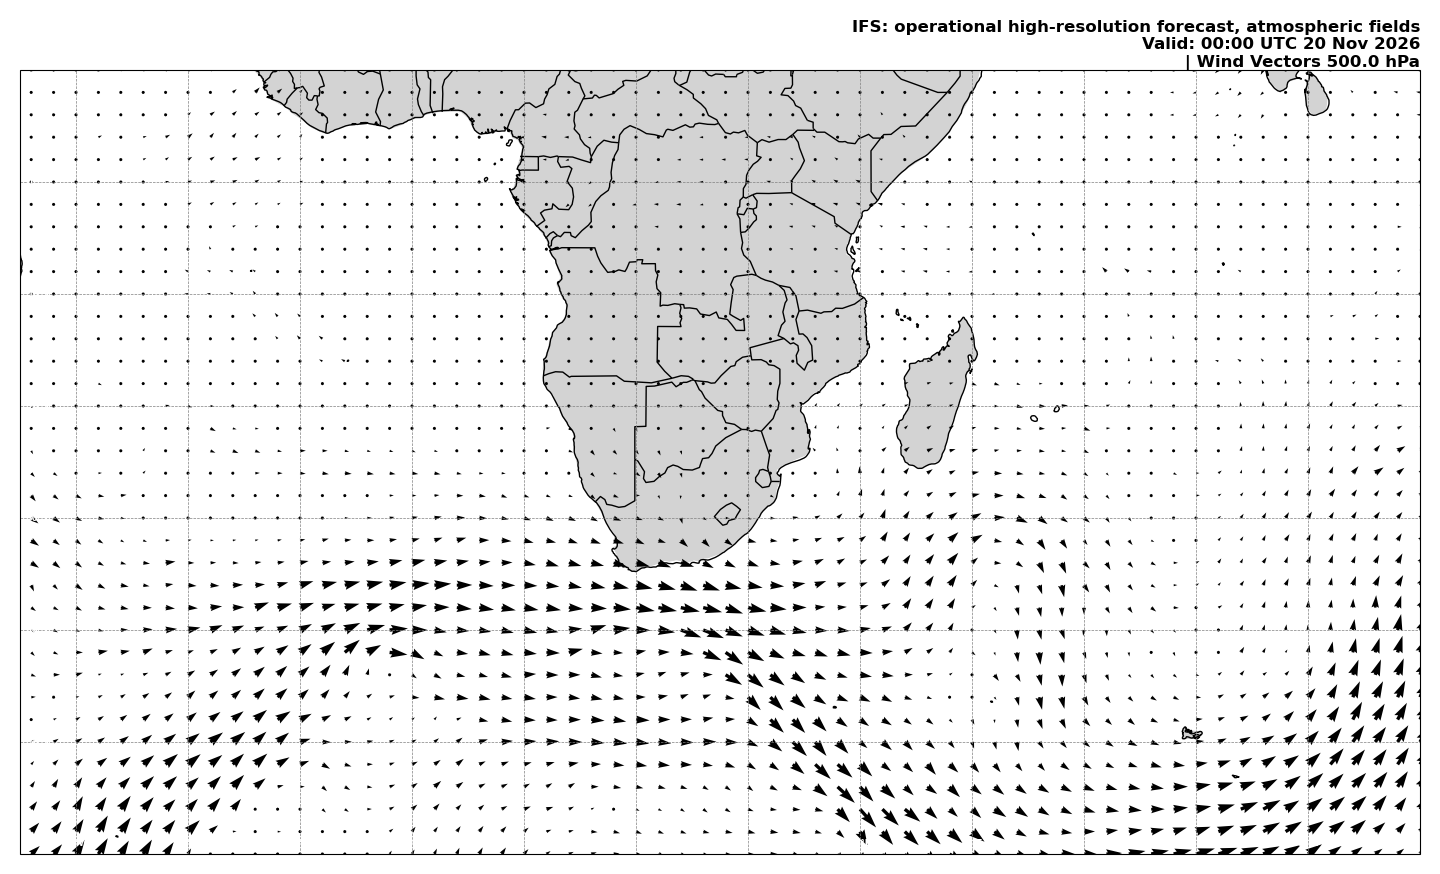 IFS: operational high-resolution forecast, atmospheric fields
Valid: 00:00 UTC 20 Nov 2026
| Wind Vectors 500.0 hPa